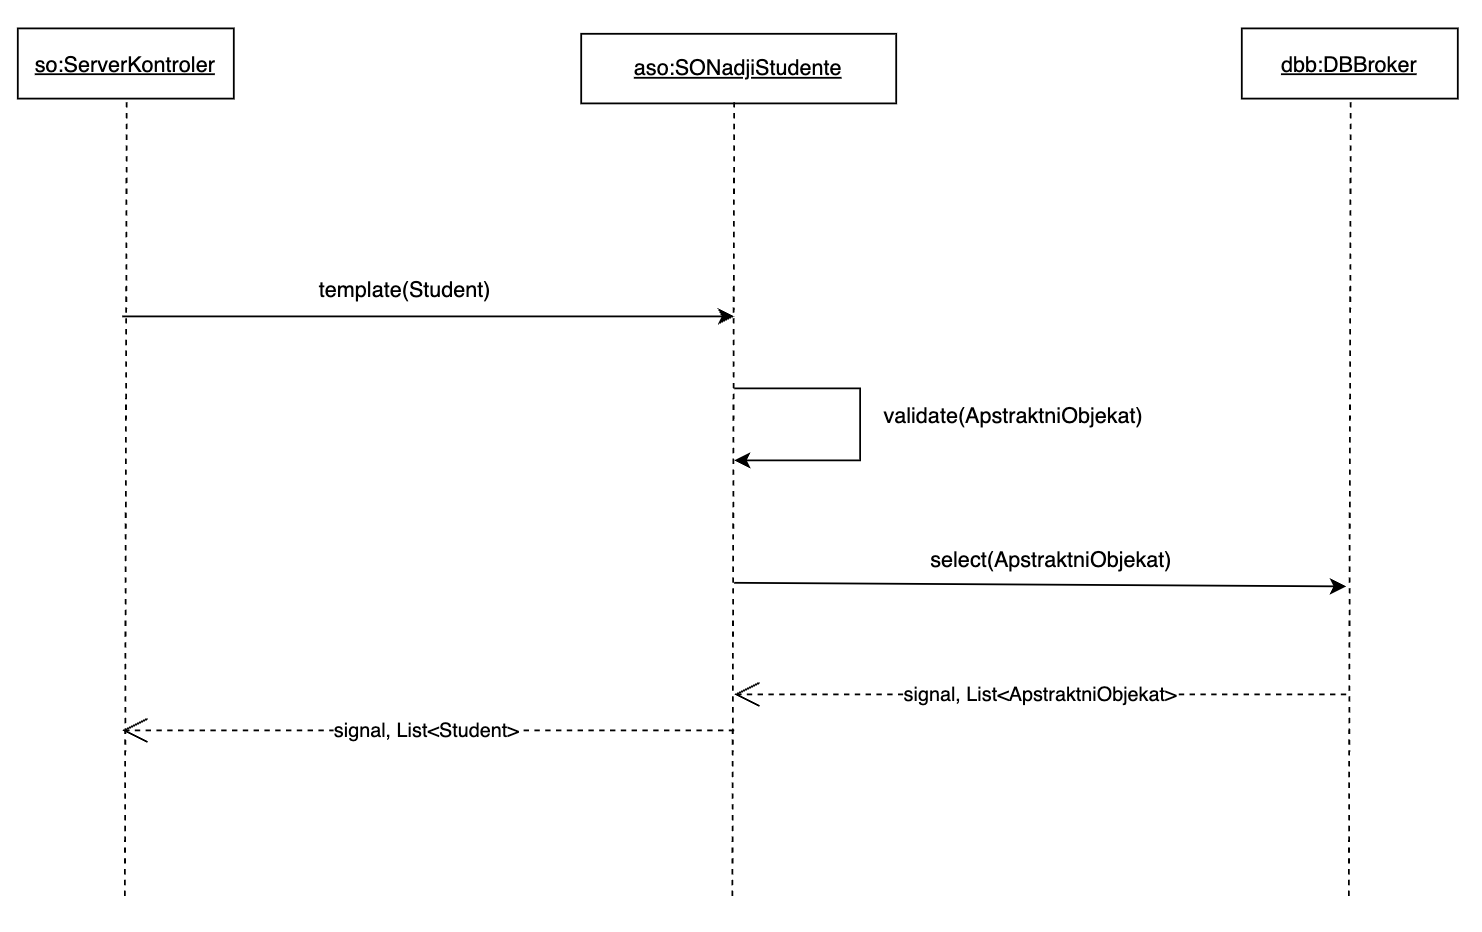 so:ServerKontroler
aso:SONadjiStudente
dbb:DBBroker
template(Student)
validate(ApstraktniObjekat)
select(ApstraktniObjekat)
signal, List<ApstraktniObjekat>
signal, List<Student>